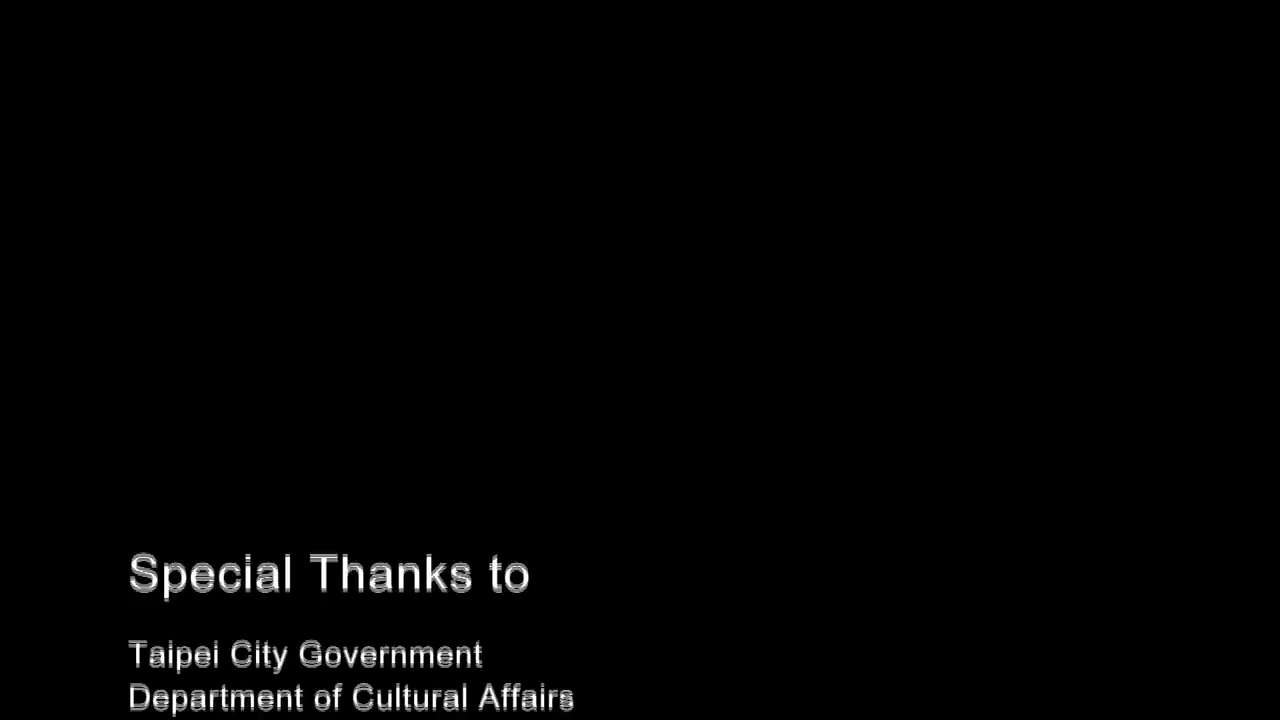 Special Thanks to
Taipei City Government
Department of Cultural Affairs